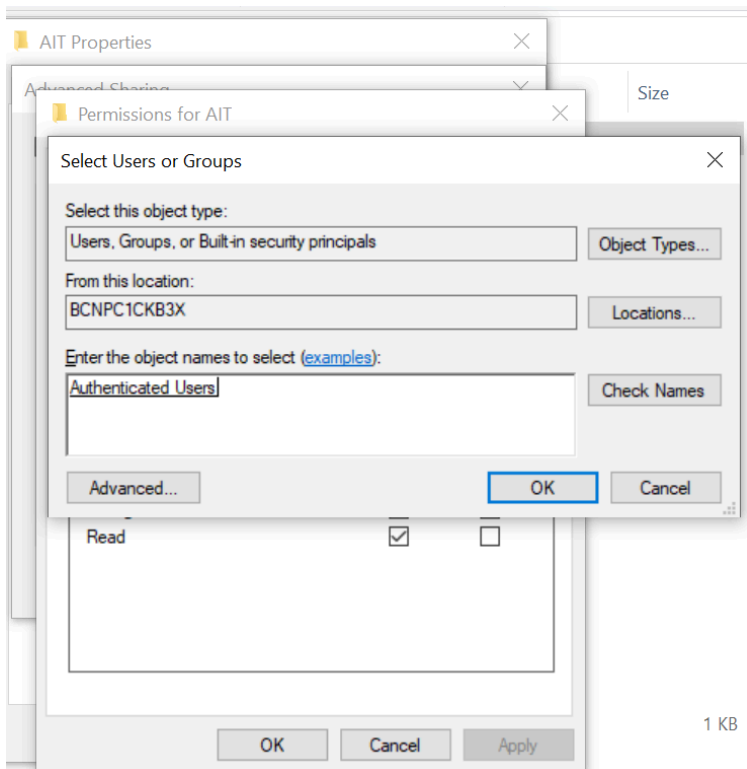 AIT Properties
Advanced Sharing
Size
Permissions for AIT
Select Users or Groups
Select this object type:
Users, Groups, or Built-in security principals
Object Types...
From this location:
BCNPC1CKB3X
Locations...
Enter the object names to select (examples):
Authenticated Users
Check Names
Advanced...
OK
Cancel
Read
1 KB
OK
Cancel
Apply